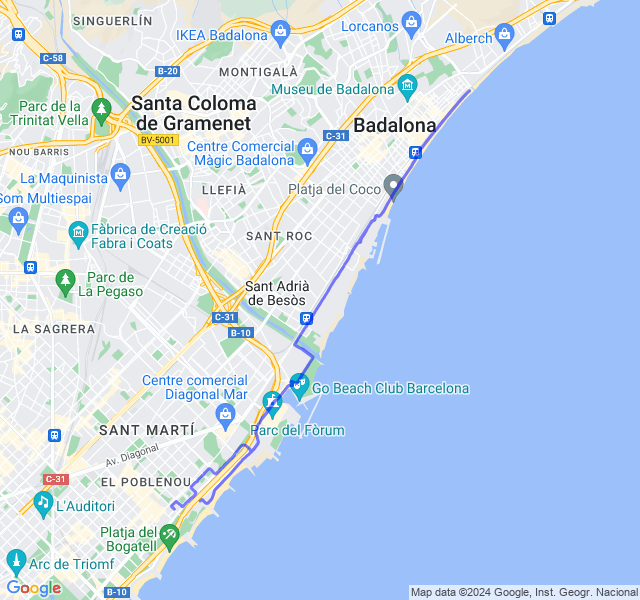 SINGUERLÍN
IKEA Badalona
Lorcanos
Alberch
C-58
B-20
MONTIGALÀ
Museu de Badalona
Parc de la
Trinitat Vella
Santa Coloma
de Gramenet
BV-5001
C-31
Badalona
NOU BARRIS
Centre Comercial
Màgic Badalona
La Maquinista
LLEFIÀ
Platja del Coco
Som Multiespai
Fàbrica de Creació
Fabra i Coats
SANT ROC
Parc de
La Pegaso
Sant Adrià
de Besòs
C-31
B-10
LA SAGRERA
Centre comercial
Diagonal Mar
Go Beach Club Barcelona
SANT MARTÍ
Parc del Fòrum
Av. Diagonal
C-31
EL POBLENOU
L'Auditori
Platja del
Bogatell
Arc de Triomf
Google
B-10
Map data ©2024 Google, Inst. Geogr. Nacional